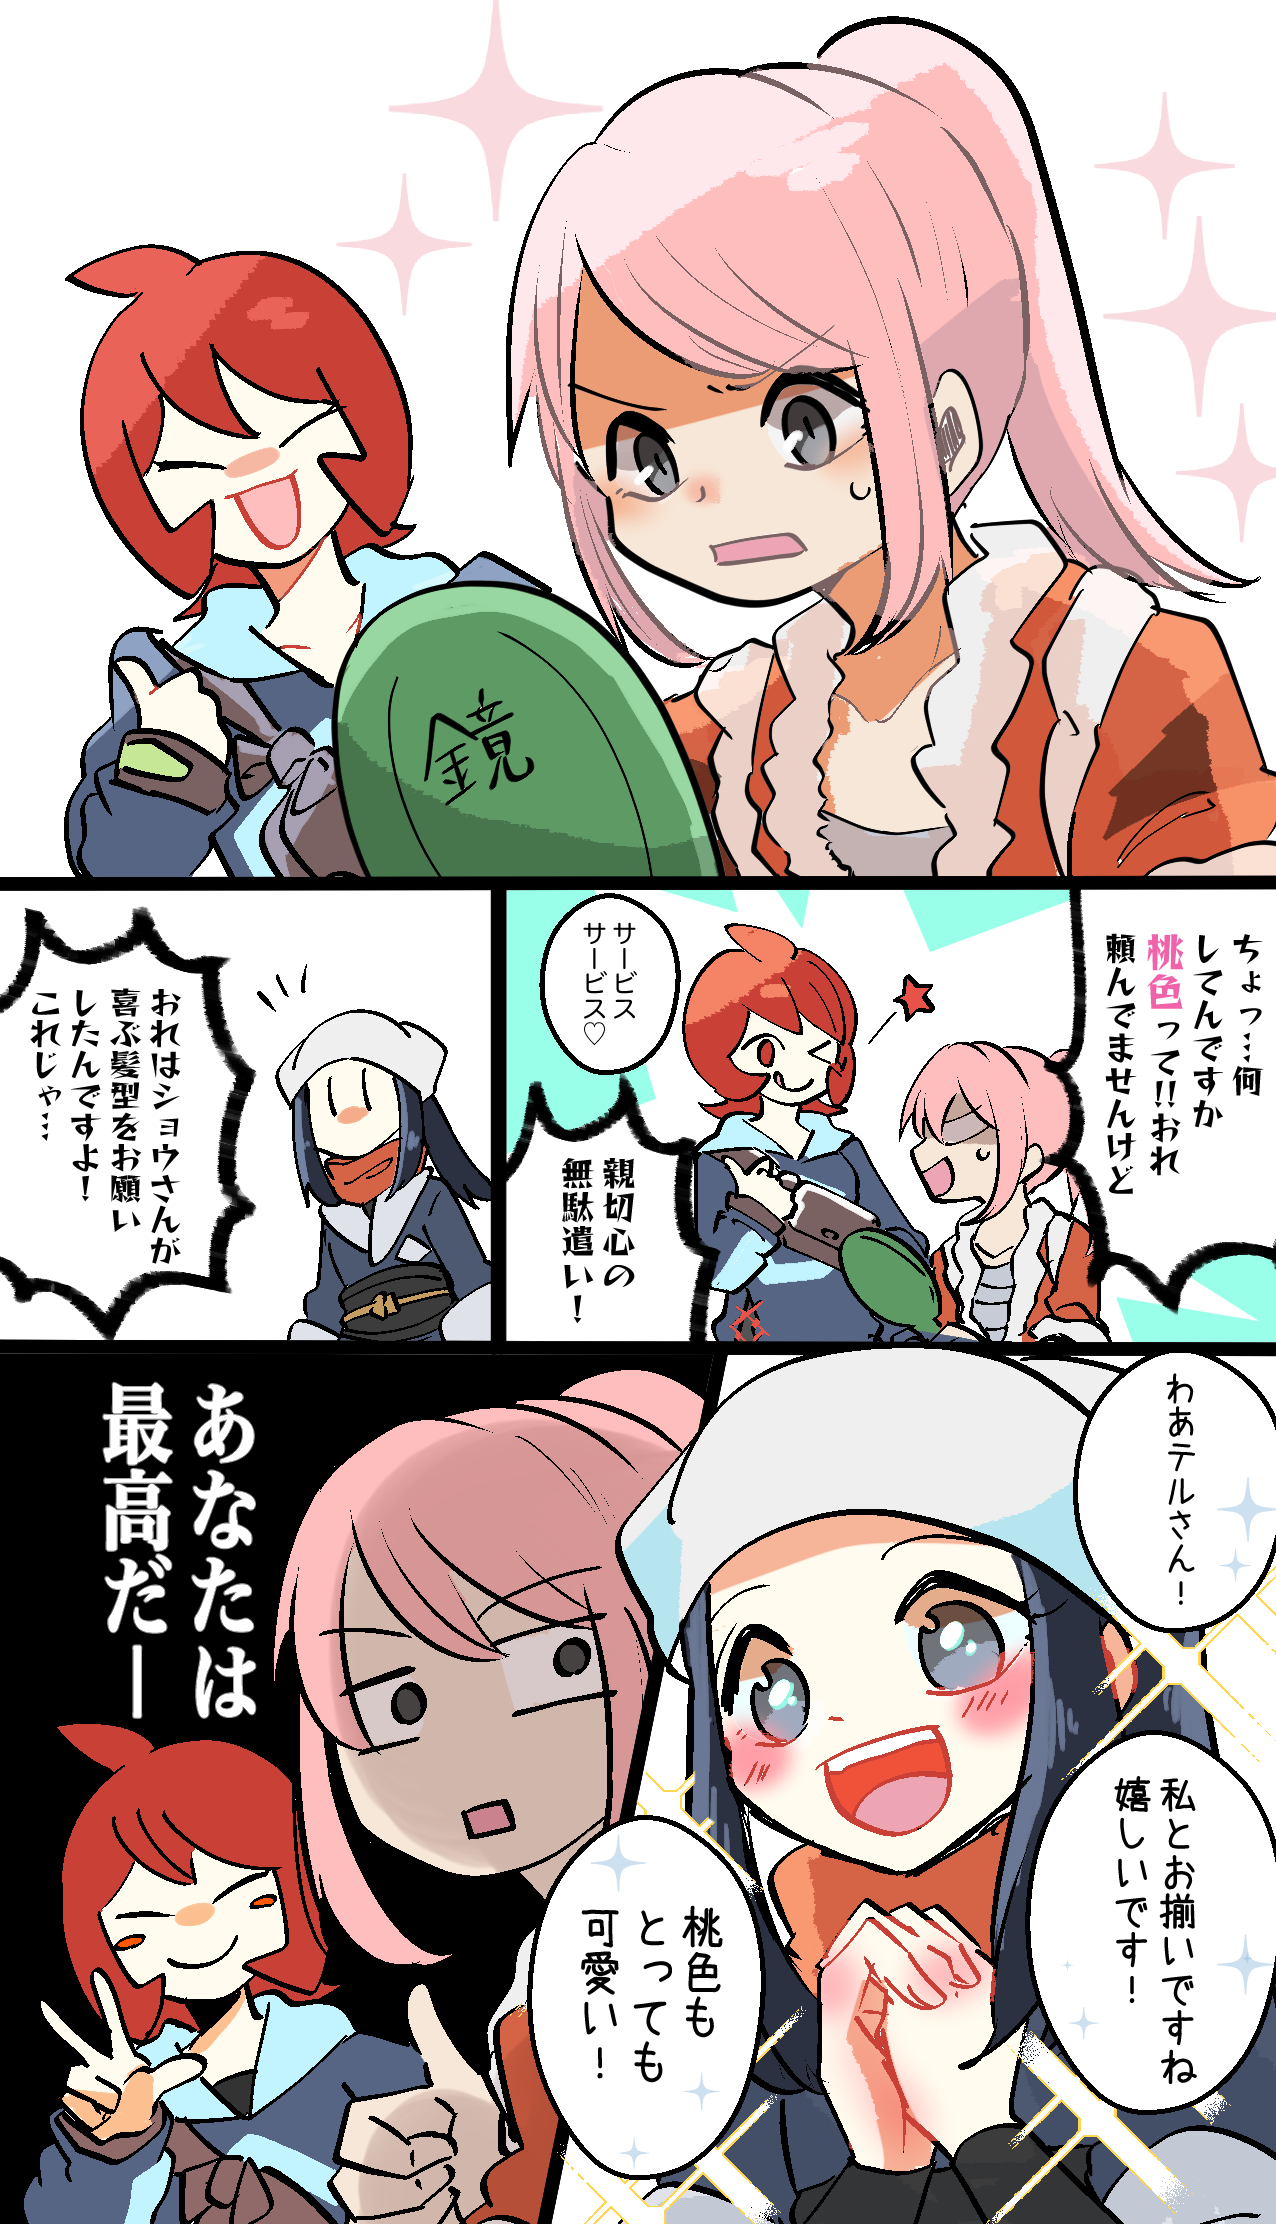 鏡
ちょっ…何
してんですか
桃色って!!おれ
頼んでませんけど
サービス
サービス♡
親切心の
無駄遣い！
おれはショウさんが
喜ぶ髪型をお願い
したんですよ！
これじゃ…
わあテルさん！
私とお揃いですね
嬉しいです！
桃色も
とっても
可愛い！
あなたは
最高だー